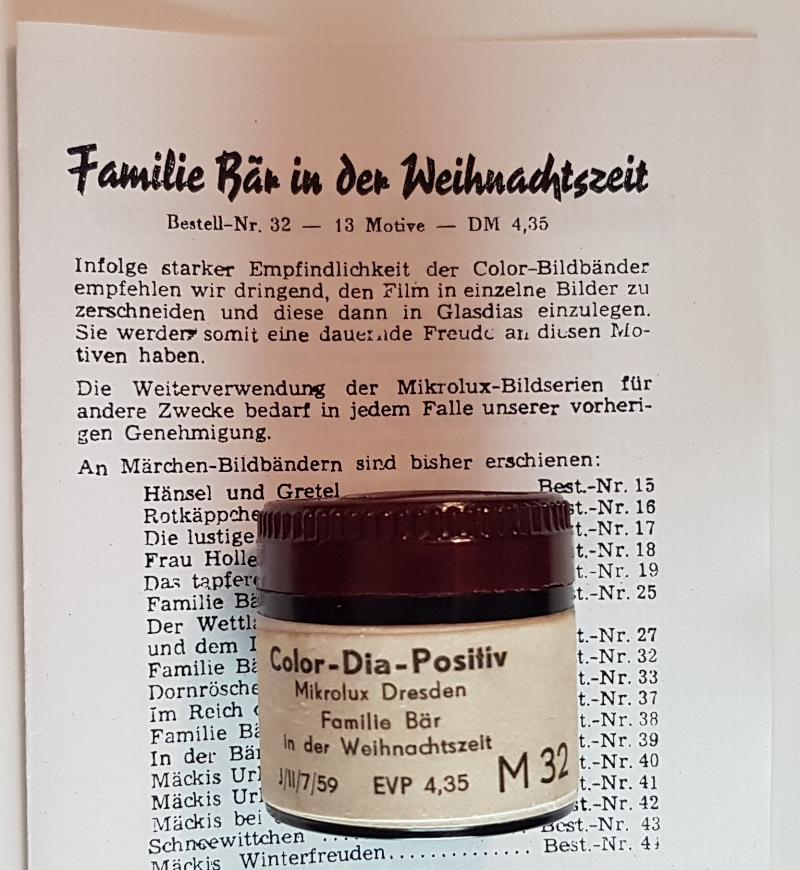 Familie Bär in der Weihnachtszeit
Bestell-Nr. 32 — 13 Motive — DM 4,35
Infolge starker Empfindlichkeit der Color-Bildbänder
empfehlen wir dringend, den Film in einzelne Bilder zu
zerschneiden und diese dann in Glasdias einzulegen.
Sie werden somit eine dauernde Freude an diesen Mo-
tiven haben.
Die Weiterverwendung der Mikrolux-Bildserien für
andere Zwecke bedarf in jedem Falle unserer vorheri-
gen Genehmigung.
An Märchen-Bildbändern sind bisher erschienen:
Hänsel und Gretel Best.-Nr. 15
Rotkäppche st.-Nr. 16
Die lustige t.-Nr. 17
Frau Holle t.-Nr. 18
Das tapfere t.-Nr. 19
Familie Bä t.-Nr. 25
Der Wettl
und dem I t.-Nr. 27
Familie Bä t.-Nr. 32
Dornrösche t.-Nr. 33
Im Reich t.-Nr. 37
Familie Bä t.-Nr. 38
In der Bär t.-Nr. 39
Mäckis Url t.-Nr. 40
Mäckis Url t.-Nr. 41
Mäckis bei st.-Nr. 42
Schneewittchen .... Best.-Nr. 43
Mäckis Winterfreuden............. Best.-Nr.
Color-Dia-Positiv
Mikrolux Dresden
Familie Bär
in der Weihnachtszeit
J/II/7/59 EVP 4,35 M 32